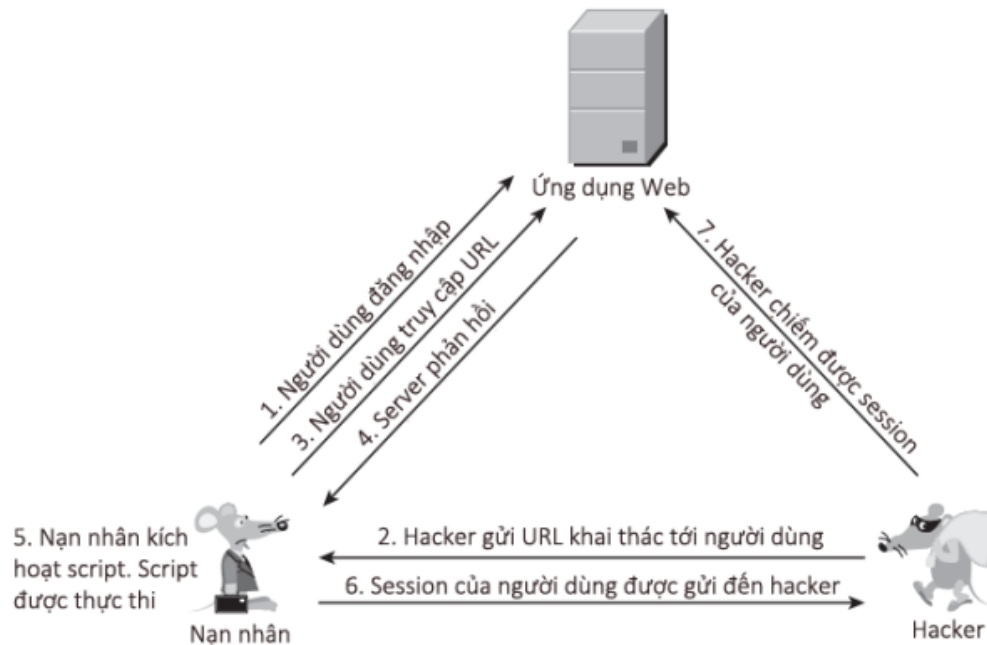 Ứng dụng Web
1. Người dùng đăng nhập
3. Người dùng truy cập URL
4. Server phản hồi
7. Hacker chiếm được session
của người dùng
5. Nạn nhân kích
hoạt script. Script
được thực thi
2. Hacker gửi URL khai thác tới người dùng
6. Session của người dùng được gửi đến hacker
Nạn nhân
Hacker